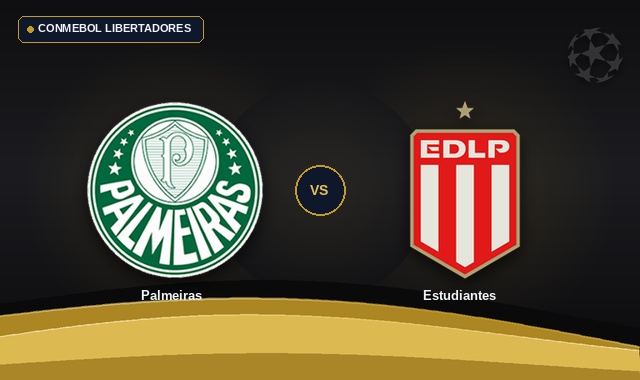 CONMEBOL LIBERTADORES
P
PALMEIRAS
VS
EDLP
Palmeiras
Estudiantes